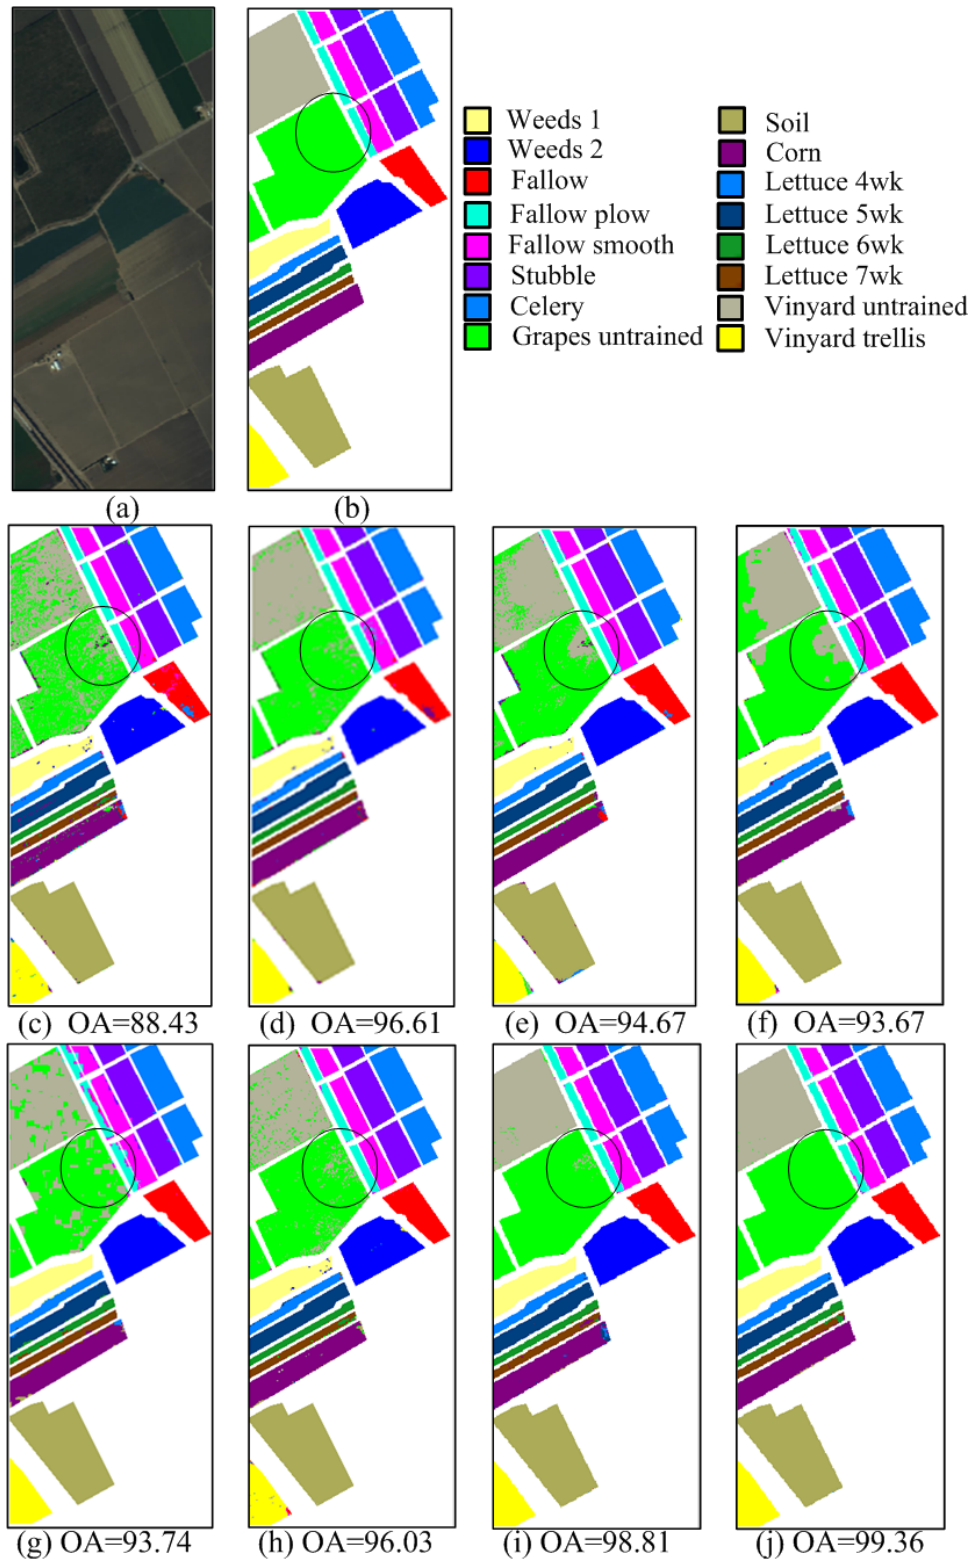 Weeds 1
Weeds 2
Fallow
Fallow plow
Fallow smooth
Stubble
Celery
Grapes untrained
Soil
Corn
Lettuce 4wk
Lettuce 5wk
Lettuce 6wk
Lettuce 7wk
Vinyard untrained
Vinyard trellis
(a)
(b)
(c) OA=88.43
(d) OA=96.61
(e) OA=94.67
(f) OA=93.67
(g) OA=93.74
(h) OA=96.03
(i) OA=98.81
(j) OA=99.36